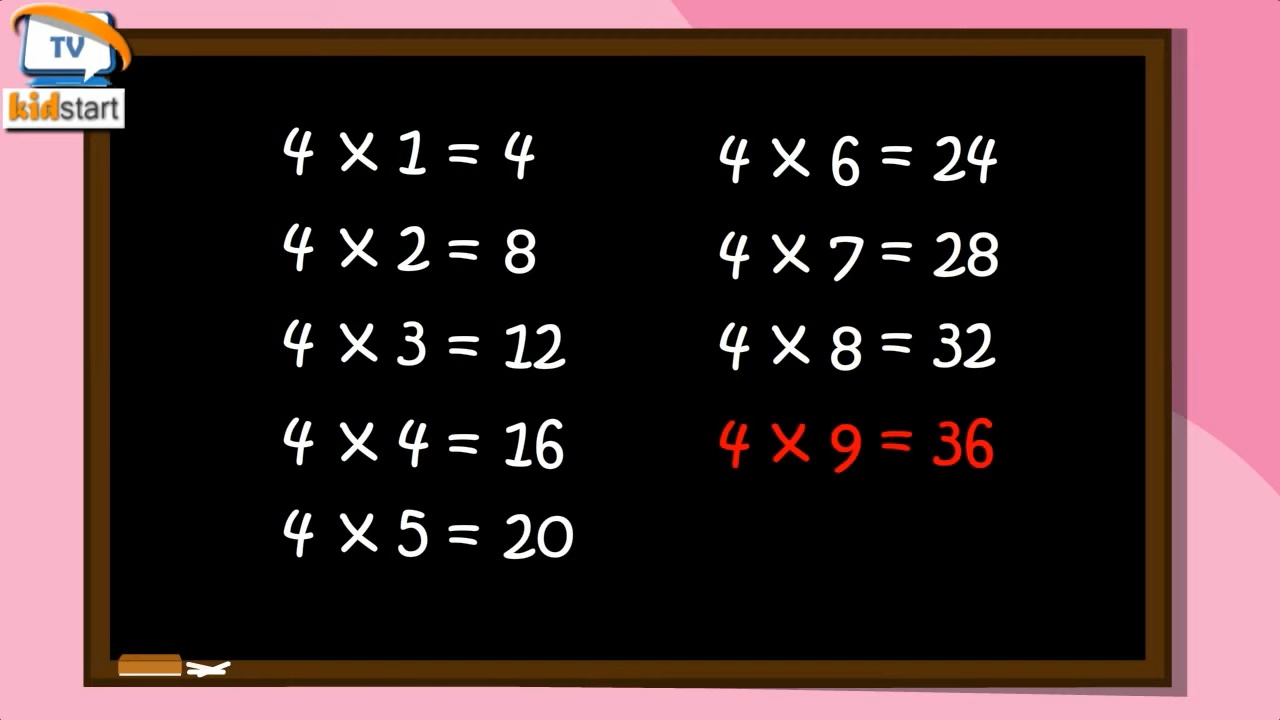 TV
kidstart
4 × 1 = 4
4 × 2 = 8
4 × 3 = 12
4 × 4 = 16
4 × 5 = 20
4 × 6 = 24
4 × 7 = 28
4 × 8 = 32
4 × 9 = 36